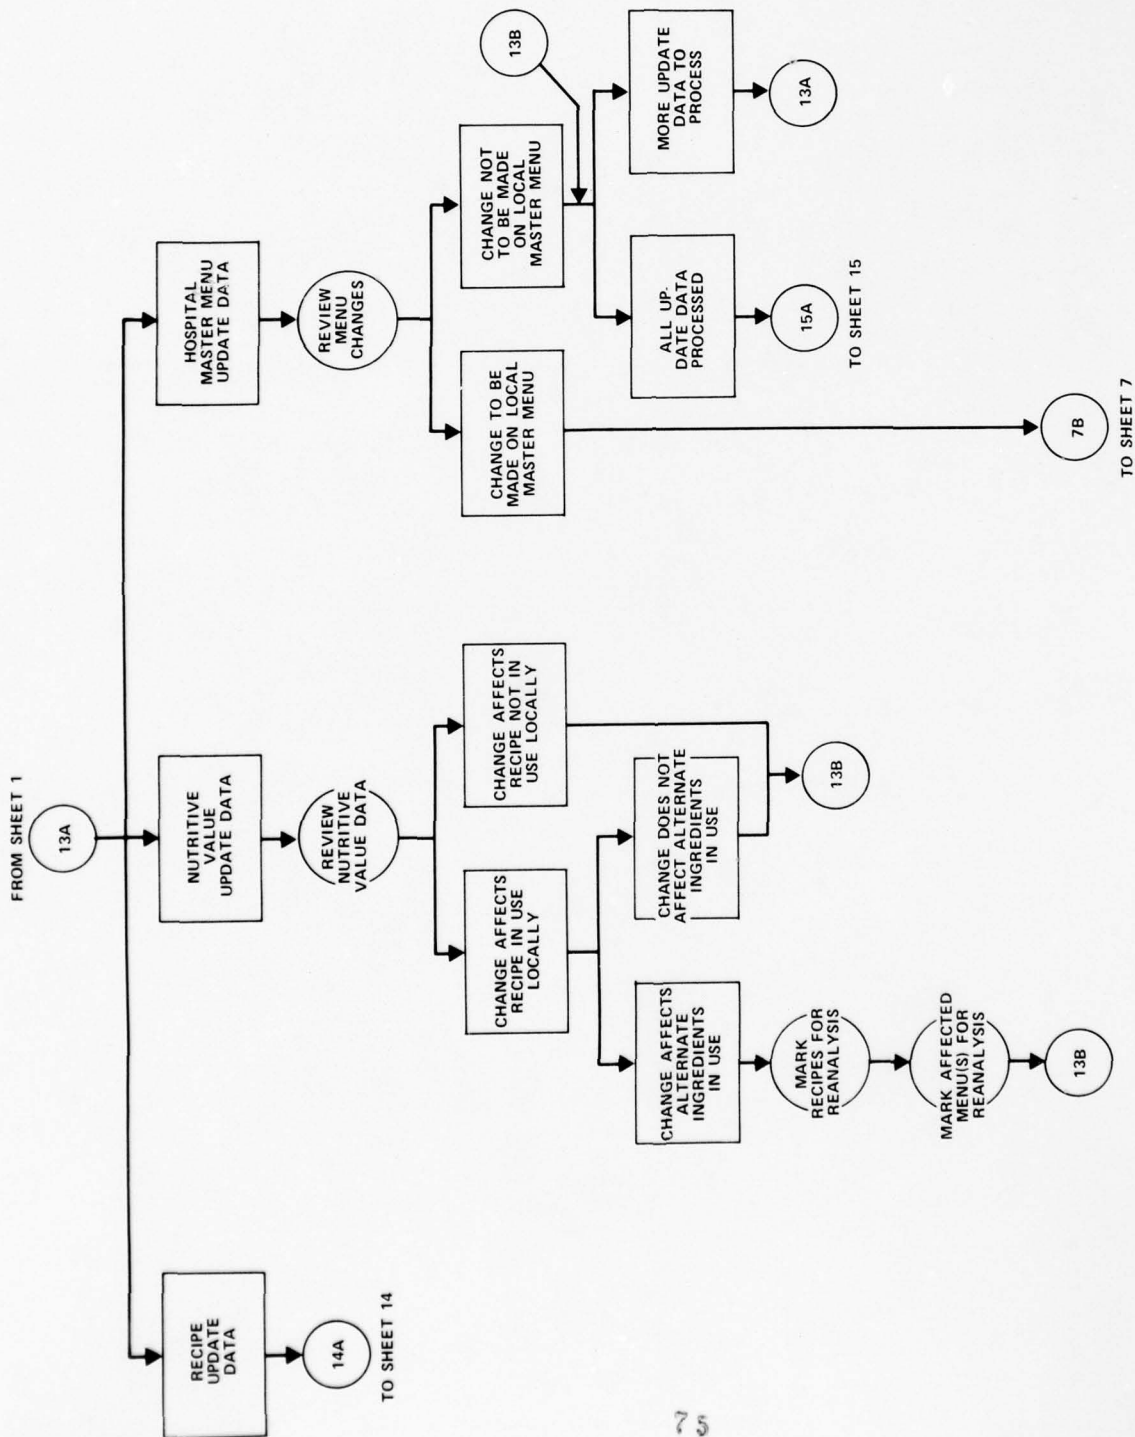 FROM SHEET 1
13A
RECIPE
UPDATE
DATA
14A
TO SHEET 14
NUTRITIVE
VALUE
UPDATE DATA
REVIEW
NUTRITIVE
VALUE DATA
CHANGE AFFECTS
RECIPE IN USE
LOCALLY
CHANGE AFFECTS
RECIPE NOT IN
USE LOCALLY
CHANGE AFFECTS
ALTERNATE
INGREDIENTS
IN USE
CHANGE DOES NOT
AFFECT ALTERNATE
INGREDIENTS
IN USE
MARK
RECIPES FOR
REANALYSIS
MARK AFFECTED
MENU(S) FOR
REANALYSIS
13B
13B
HOSPITAL
MASTER MENU
UPDATE DATA
REVIEW
MENU
CHANGES
CHANGE TO BE
MADE ON LOCAL
MASTER MENU
CHANGE NOT
TO BE MADE
ON LOCAL
MASTER MENU
13B
ALL UP-
DATE DATA
PROCESSED
MORE UPDATE
DATA TO
PROCESS
15A
TO SHEET 15
13A
7B
TO SHEET 7
75